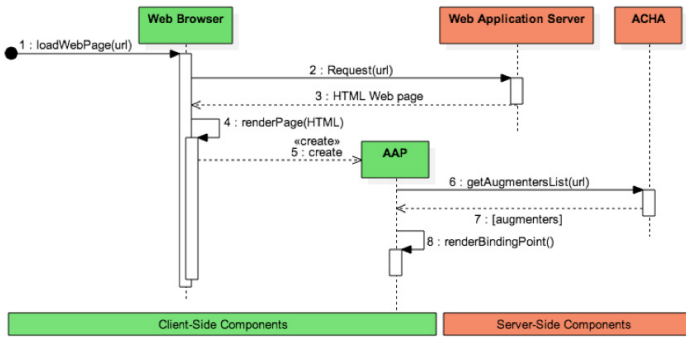 Web Browser
Web Application Server
ACHA
1 : loadWebPage(url)
2 : Request(url)
3 : HTML Web page
4 : renderPage(HTML)
«create»
5 : create
AAP
6 : getAugmentersList(url)
7 : [augmenters]
8 : renderBindingPoint()
Client-Side Components
Server-Side Components